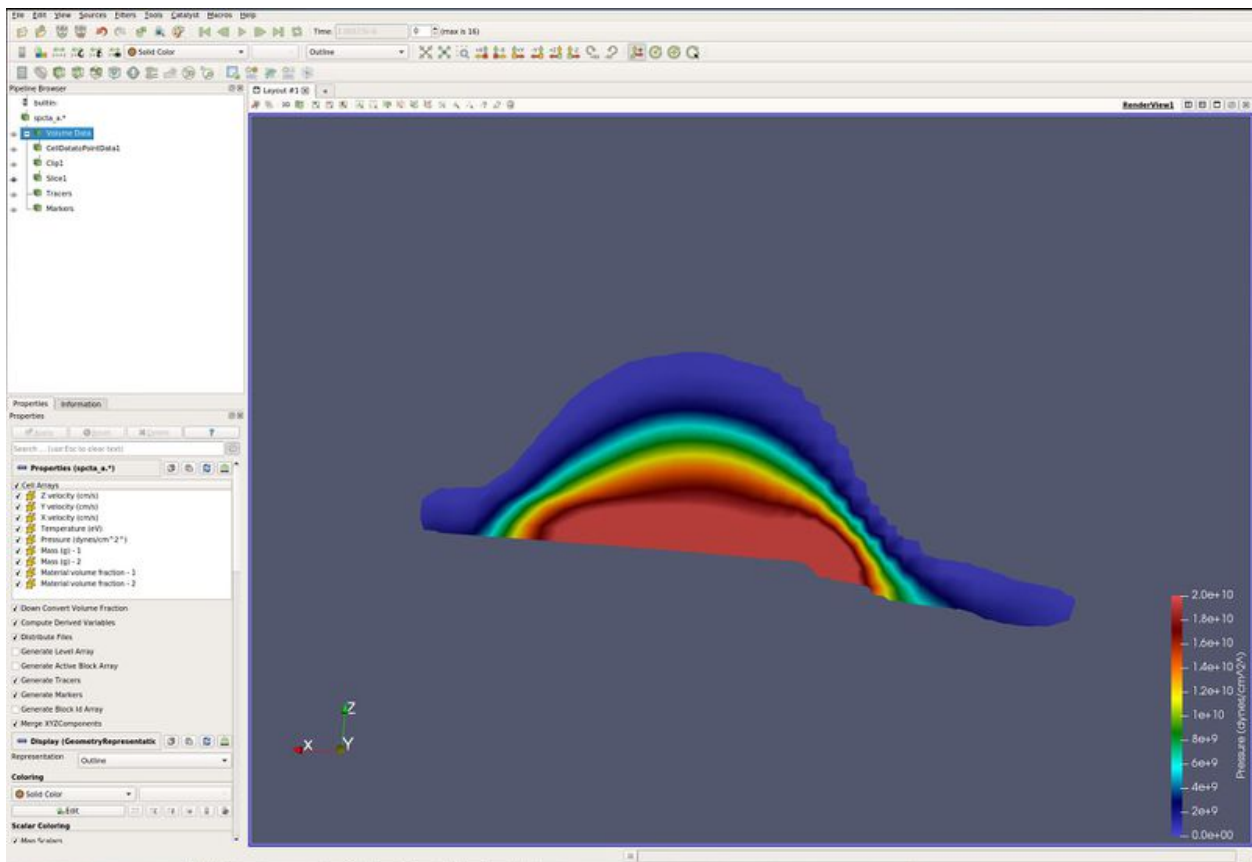 File Edit View Sources Filters Tools Catalyst Macros Help
Time: 0 (max is 16)
Solid Color Outline
Pipeline Browser
builtin:
spcta_a.*
Volume Data
CellDatatoPointData1
Clip1
Slice1
Tracers
Markers
Layout #1
3D
RenderView1
Properties Information
Properties
Apply Reset Delete ?
Search ... (use Esc to clear text)
Properties (spcta_a.*)
Cell Arrays
Z velocity (cm/s)
Y velocity (cm/s)
X velocity (cm/s)
Temperature (eV)
Pressure (dynes/cm^2^)
Mass (g) - 1
Mass (g) - 2
Material volume fraction - 1
Material volume fraction - 2
Down Convert Volume Fraction
Compute Derived Variables
Distribute Files
Generate Level Array
Generate Active Block Array
Generate Tracers
Generate Markers
Generate Block Id Array
Merge XYZComponents
Display (GeometryRepresentatic
Representation Outline
Coloring
Solid Color
Edit
Scalar Coloring
Map Scalars
Z
X
Y
2.0e+10
1.8e+10
1.6e+10
1.4e+10
1.2e+10
1e+10
8e+9
6e+9
4e+9
2e+9
0.0e+00
Pressure (dynes/cm^2^)